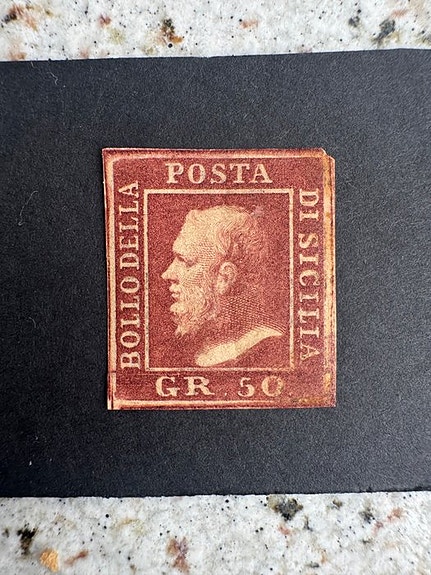 POSTA
BOLLO DELLA
DI SICILIA
GR. 50